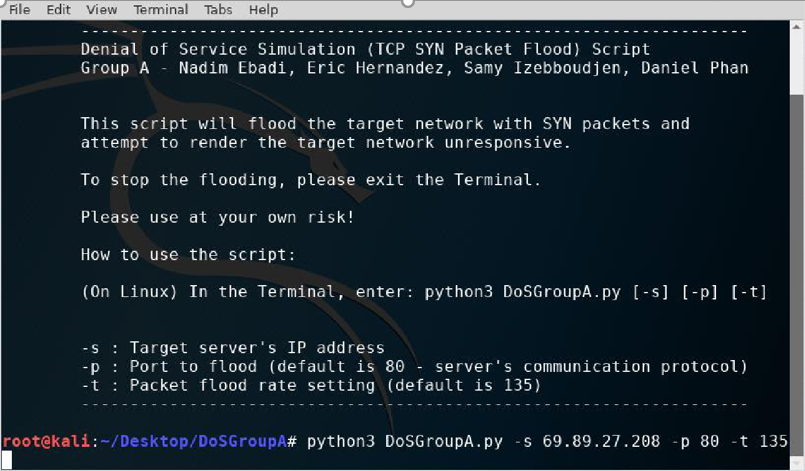 File Edit View Terminal Tabs Help
--------------------------------------------------------------------
Denial of Service Simulation (TCP SYN Packet Flood) Script
Group A - Nadim Ebadi, Eric Hernandez, Samy Izebboudjen, Daniel Phan
This script will flood the target network with SYN packets and
attempt to render the target network unresponsive.
To stop the flooding, please exit the Terminal.
Please use at your own risk!
How to use the script:
(On Linux) In the Terminal, enter: python3 DoSGroupA.py [-s] [-p] [-t]
-s : Target server's IP address
-p : Port to flood (default is 80 - server's communication protocol)
-t : Packet flood rate setting (default is 135)
--------------------------------------------------------------------
root@kali:~/Desktop/DoSGroupA# python3 DoSGroupA.py -s 69.89.27.208 -p 80 -t 135